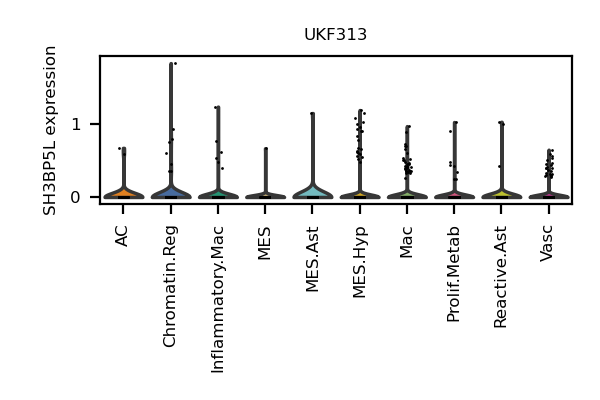 UKF313
SH3BP5L expression
1
0
AC
Chromatin.Reg
Inflammatory.Mac
MES
MES.Ast
MES.Hyp
Mac
Prolif.Metab
Reactive.Ast
Vasc